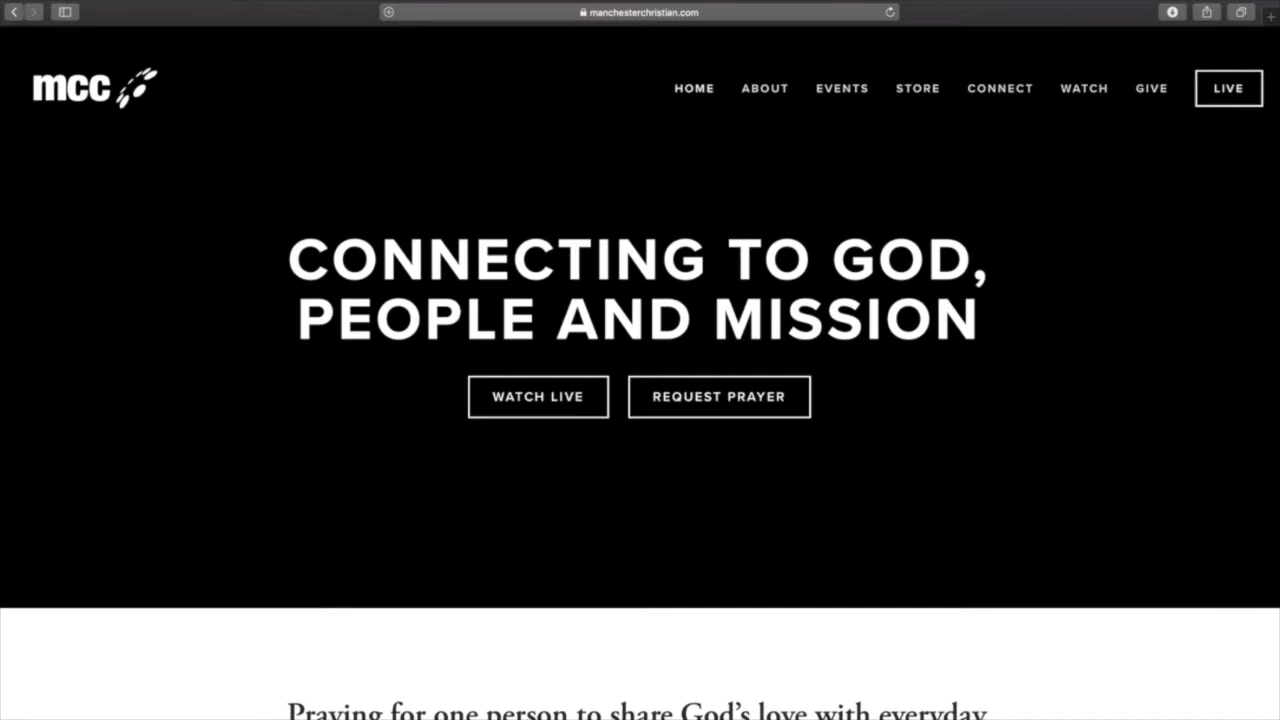 manchesterchristian.com
mcc
HOME ABOUT EVENTS STORE CONNECT WATCH GIVE LIVE
CONNECTING TO GOD,
PEOPLE AND MISSION
WATCH LIVE REQUEST PRAYER
Praying for one person to share God's love with everyday